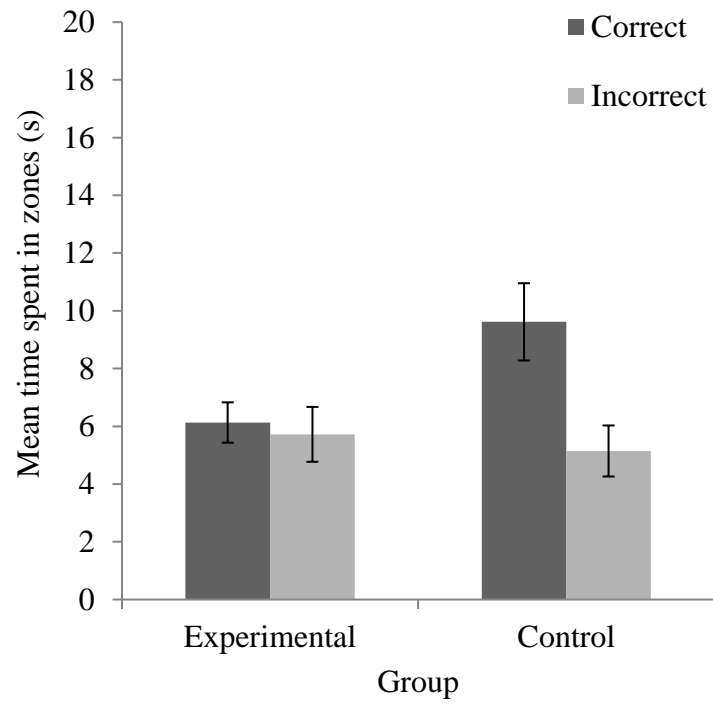 20
18
16
14
12
10
8
6
4
2
0
Mean time spent in zones (s)
Correct
Incorrect
Experimental Control
Group